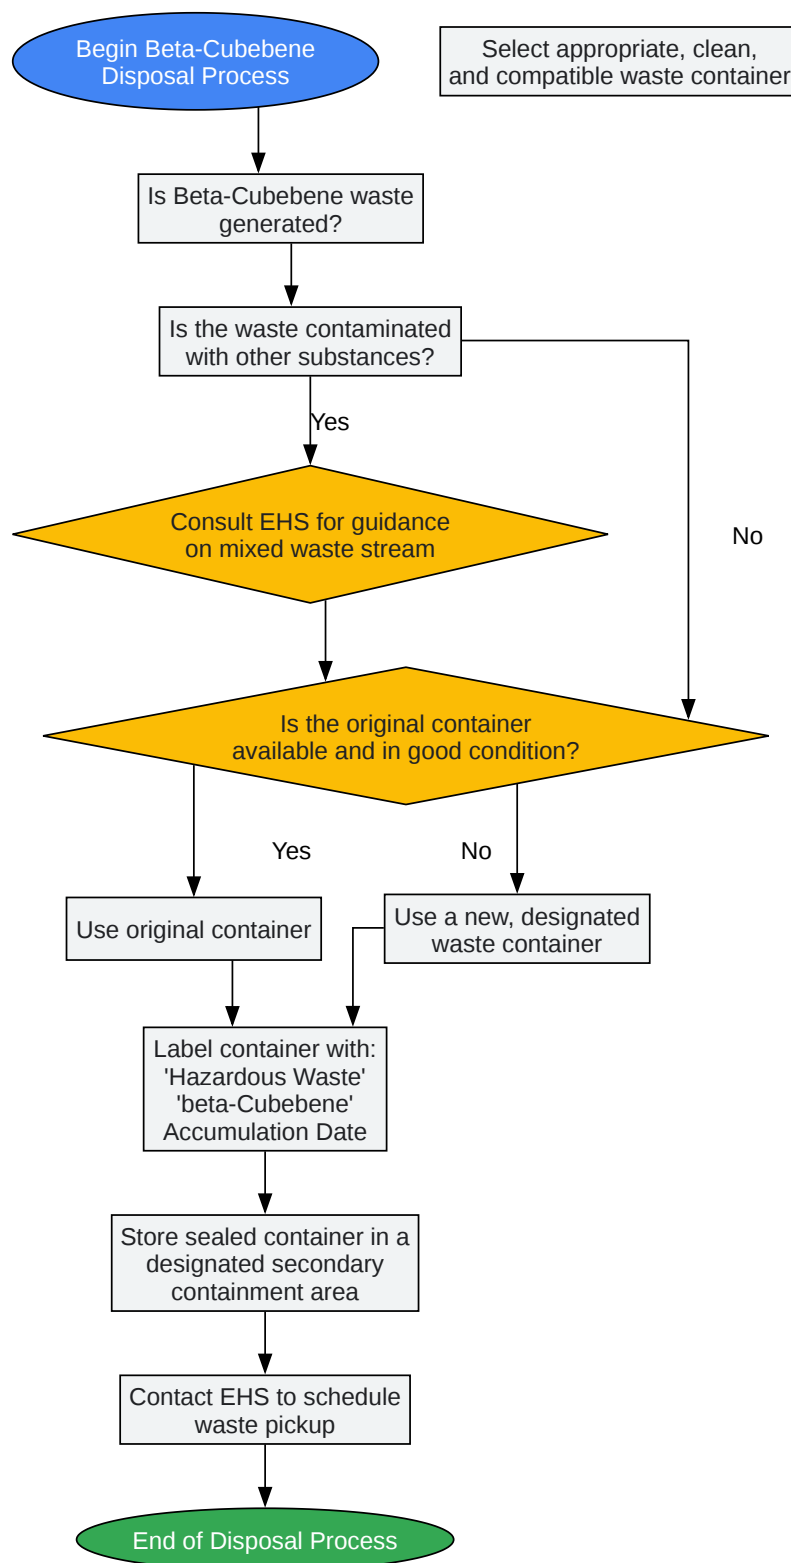 Begin Beta-Cubebene
Disposal Process
Select appropriate, clean,
and compatible waste container
Is Beta-Cubebene waste
generated?
Is the waste contaminated
with other substances?
Yes
Consult EHS for guidance
on mixed waste stream
No
Is the original container
available and in good condition?
Yes
No
Use original container
Use a new, designated
waste container
Label container with:
'Hazardous Waste'
'beta-Cubebene'
Accumulation Date
Store sealed container in a
designated secondary
containment area
Contact EHS to schedule
waste pickup
End of Disposal Process